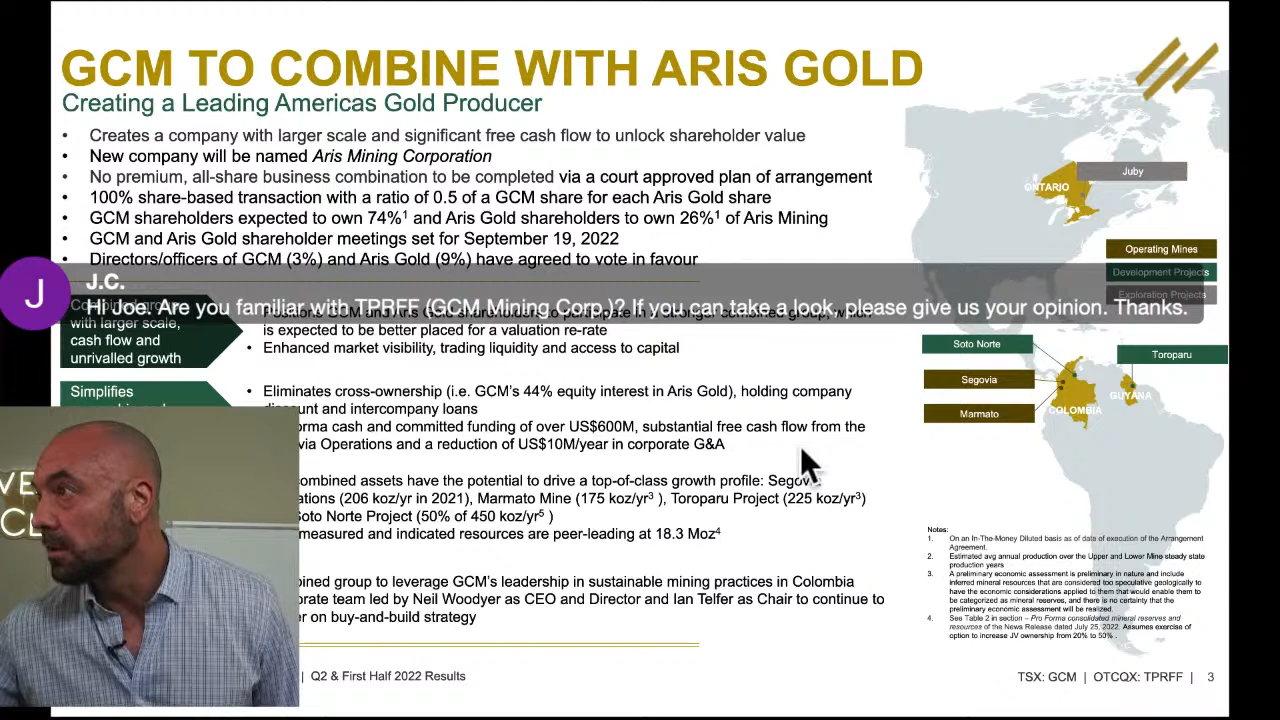 GCM TO COMBINE WITH ARIS GOLD
Creating a Leading Americas Gold Producer
• Creates a company with larger scale and significant free cash flow to unlock shareholder value
• New company will be named Aris Mining Corporation
• No premium, all-share business combination to be completed via a court approved plan of arrangement
• 100% share-based transaction with a ratio of 0.5 of a GCM share for each Aris Gold share
• GCM shareholders expected to own 74%¹ and Aris Gold shareholders to own 26%¹ of Aris Mining
• GCM and Aris Gold shareholder meetings set for September 19, 2022
• Directors/officers of GCM (3%) and Aris Gold (9%) have agreed to vote in favour
J
J.C.
Hi Joe. Are you familiar with TPRFF (GCM Mining Corp.)? If you can take a look, please give us your opinion. Thanks.
Combined group
with larger scale,
cash flow and
unrivalled growth
is expected to be better placed for a valuation re-rate
• Enhanced market visibility, trading liquidity and access to capital
Simplifies
• Eliminates cross-ownership (i.e. GCM's 44% equity interest in Aris Gold), holding company
and intercompany loans
cash and committed funding of over US$600M, substantial free cash flow from the
Operations and a reduction of US$10M/year in corporate G&A
combined assets have the potential to drive a top-of-class growth profile:
(206 koz/yr in 2021), Marmato Mine (175 koz/yr³ ), Toroparu Project (225 koz/yr³)
Soto Norte Project (50% of 450 koz/yr⁵ )
measured and indicated resources are peer-leading at 18.3 Moz⁴
group to leverage GCM's leadership in sustainable mining practices in Colombia
team led by Neil Woodyer as CEO and Director and Ian Telfer as Chair to continue to
on buy-and-build strategy
VE
CL
| Q2 & First Half 2022 Results
Juby
ONTARIO
Operating Mines
Development Projects
Exploration Projects
Soto Norte
Toroparu
Segovia
GUYANA
Marmato
COLOMBIA
Notes:
1. On an In-The-Money Diluted basis as of date of execution of the Arrangement
Agreement.
2. Estimated avg annual production over the Upper and Lower Mine steady state
production years
3. A preliminary economic assessment is preliminary in nature and include
inferred mineral resources that are considered too speculative geologically to
have the economic considerations applied to them that would enable them to
be categorized as mineral reserves, and there is no certainty that the
preliminary economic assessment will be realized.
4. See Table 2 in section – Pro Forma consolidated mineral reserves and
resources of the News Release dated July 25, 2022. Assumes exercise of
option to increase JV ownership from 20% to 50% .
TSX: GCM | OTCQX: TPRFF | 3